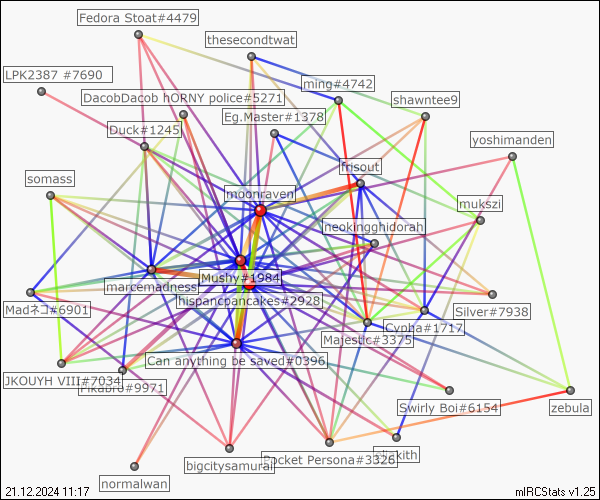 Fedora Stoat#4479
thesecondtwat
LPK2387 #7690
ming#4742
DacobDacob hORNY police#5271
shawntee9
Eg.Master#1378
Duck#1245
yoshimanden
frisout
somass
moonraven
mukszi
neokingghidorah
Mushy#1984
marcemadness
hispancpancakes#2928
Silver#7938
Madネコ#6901
Cypha#1717
Majestic#3375
Can anything be saved#0396
JKOUYH VIII#7034
Pikabro#9971
Swirly Boi#6154
zebula
bigcitysamurai
Pocket Persona#3326
normalwan
21.12.2024 11:17
mIRCStats v1.25